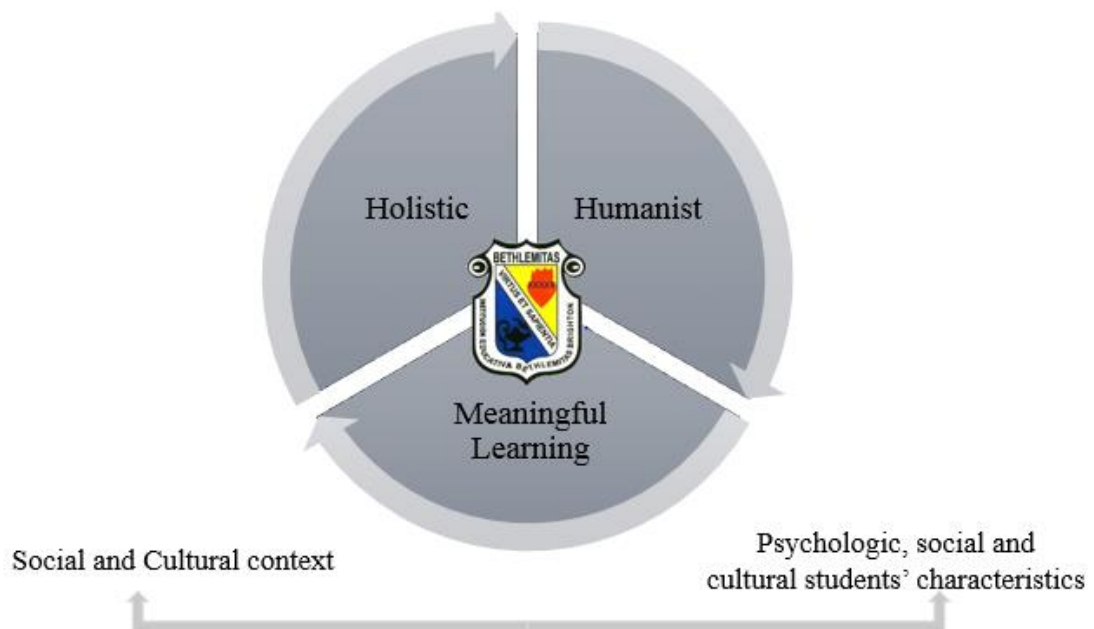 Holistic
Humanist
BETHLEMITAS
VIRTUS ET SAPIENTIA
INSTITUCION EDUCATIVA BETHLEMITAS BRIGHTON
Meaningful
Learning
Social and Cultural context
Psychologic, social and
cultural students’ characteristics